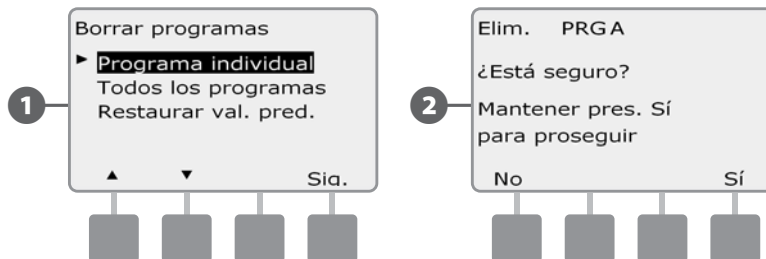 Borrar programas
Programa individual
Todos los programas
Restaurar val. pred.
Sig.
1
Elim. PRG A
¿Está seguro?
Mantener pres. Sí
para proseguir
No Sí
2